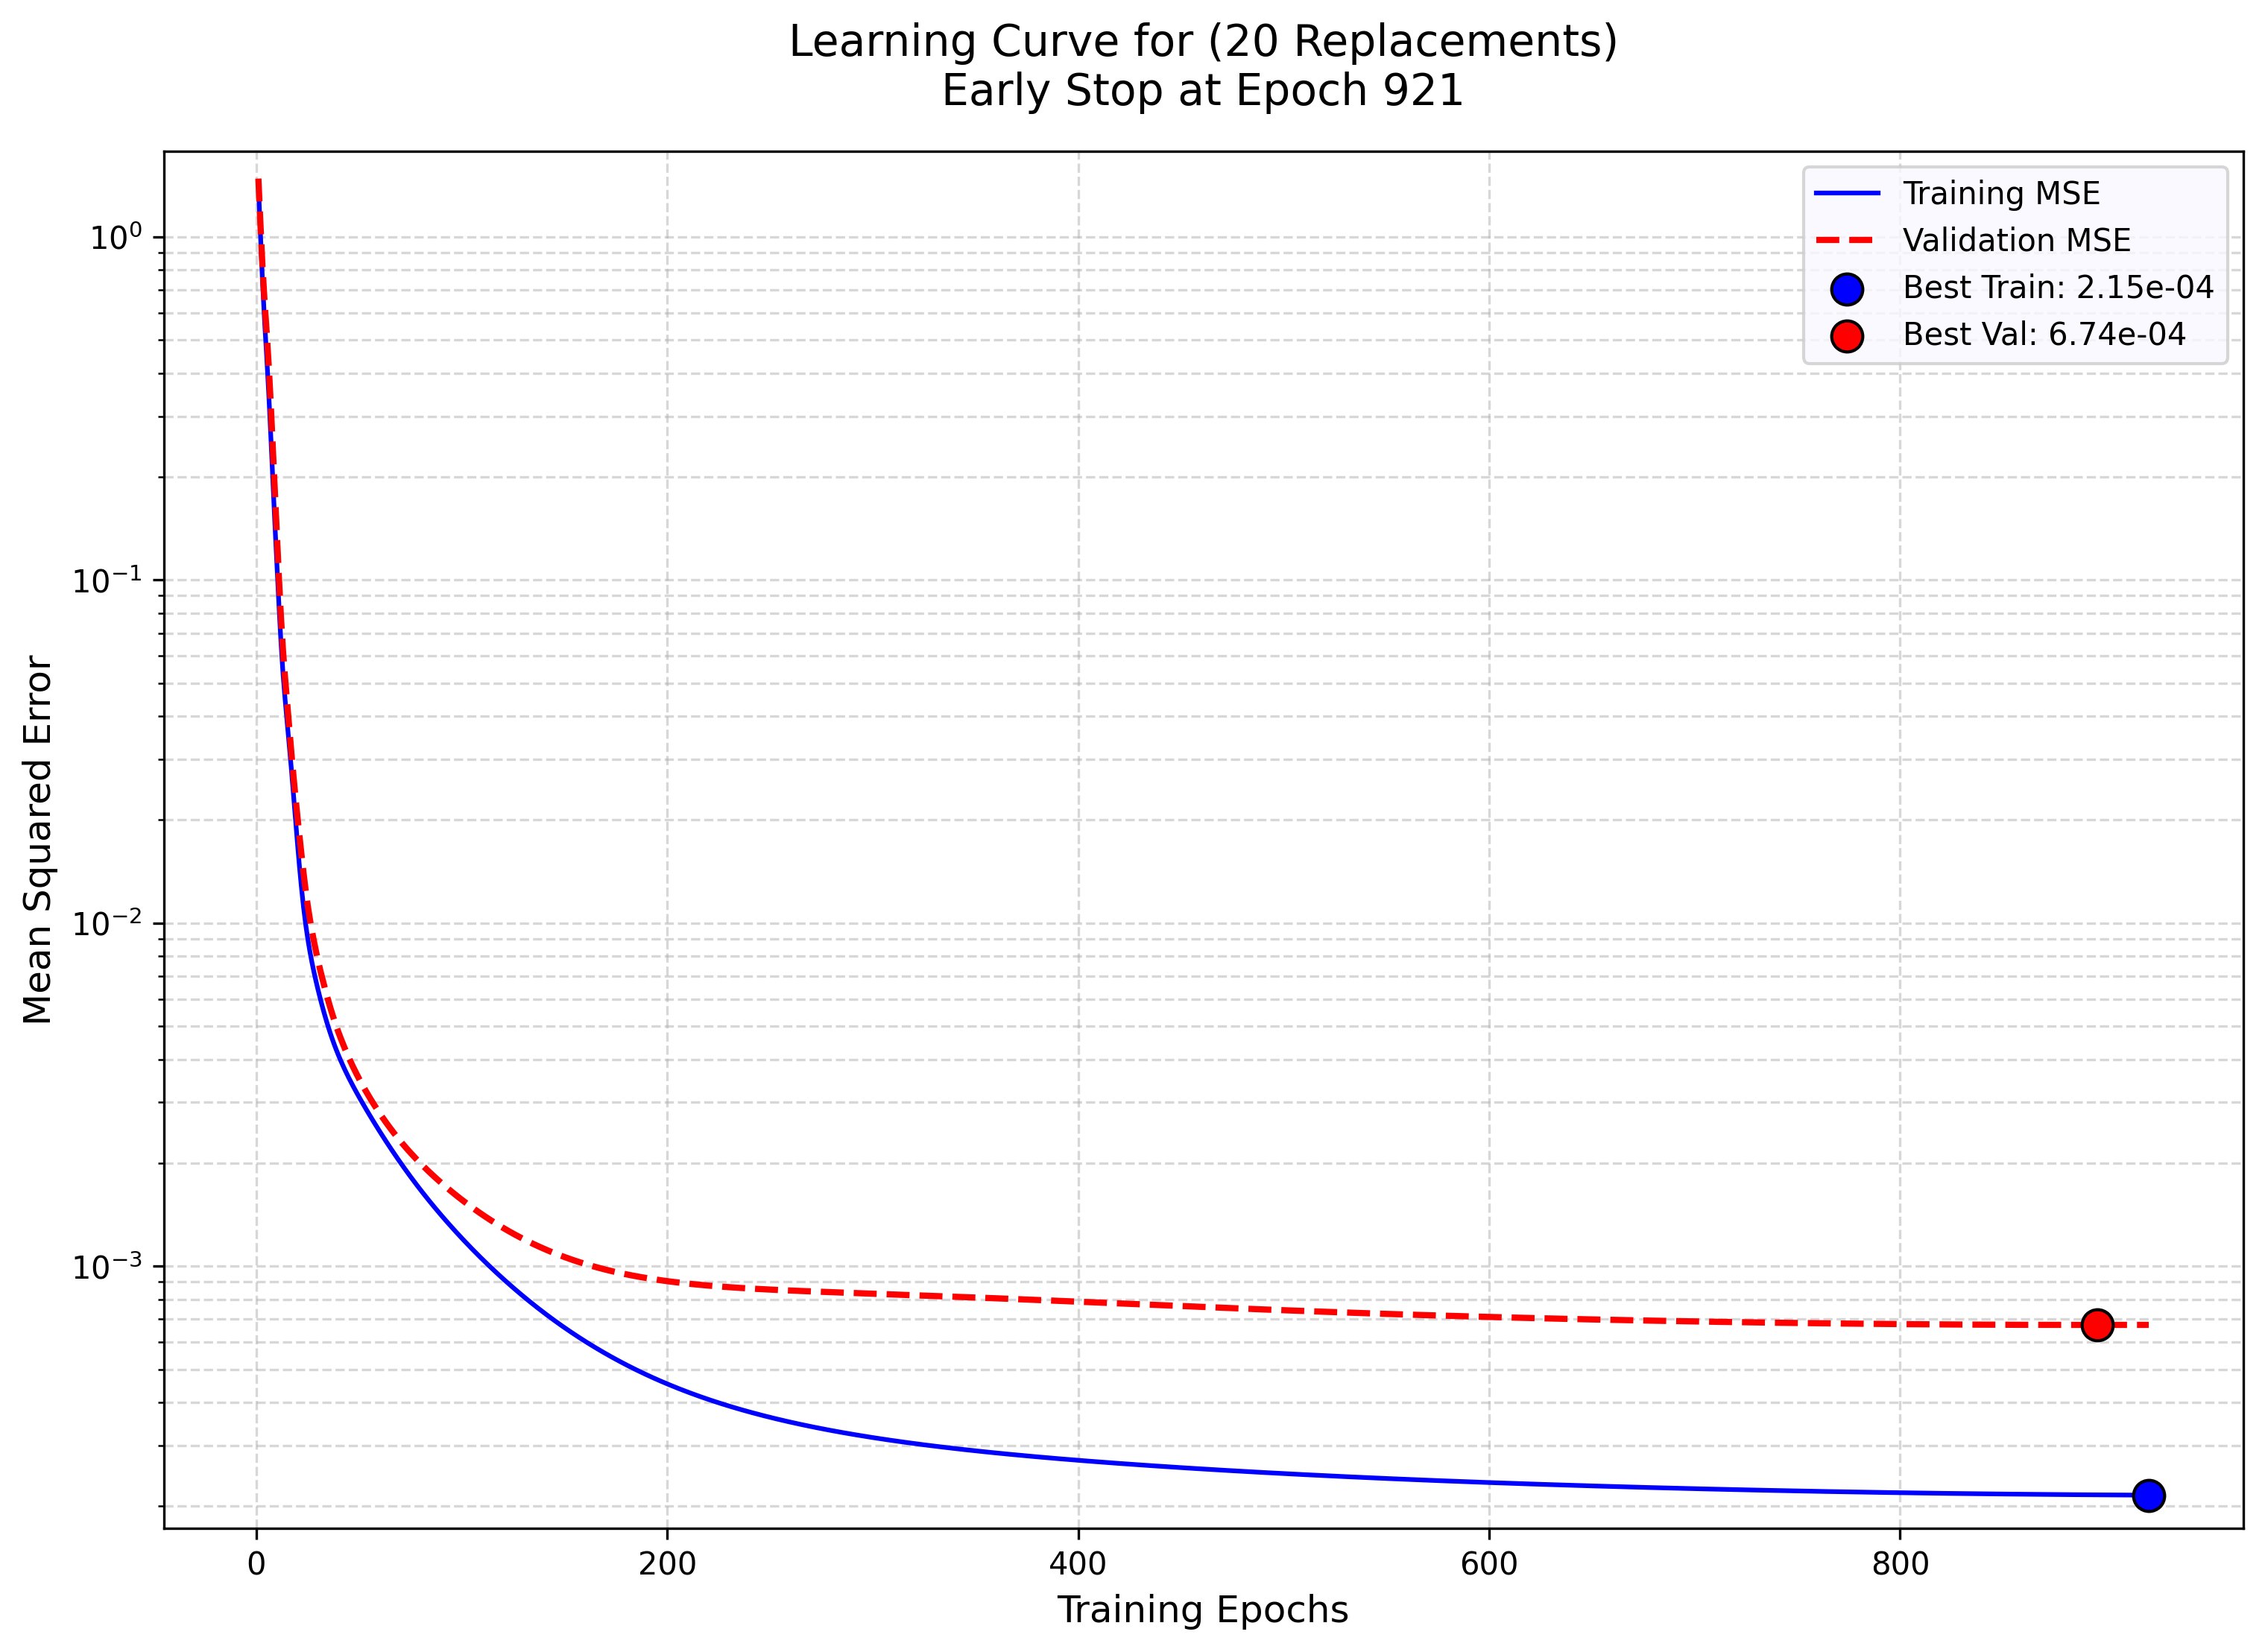 Learning Curve for (20 Replacements)
Early Stop at Epoch 921
Training MSE
Validation MSE
Best Train: 2.15e-04
Best Val: 6.74e-04
Mean Squared Error
10⁰
10⁻¹
10⁻²
10⁻³
0 200 400 600 800
Training Epochs